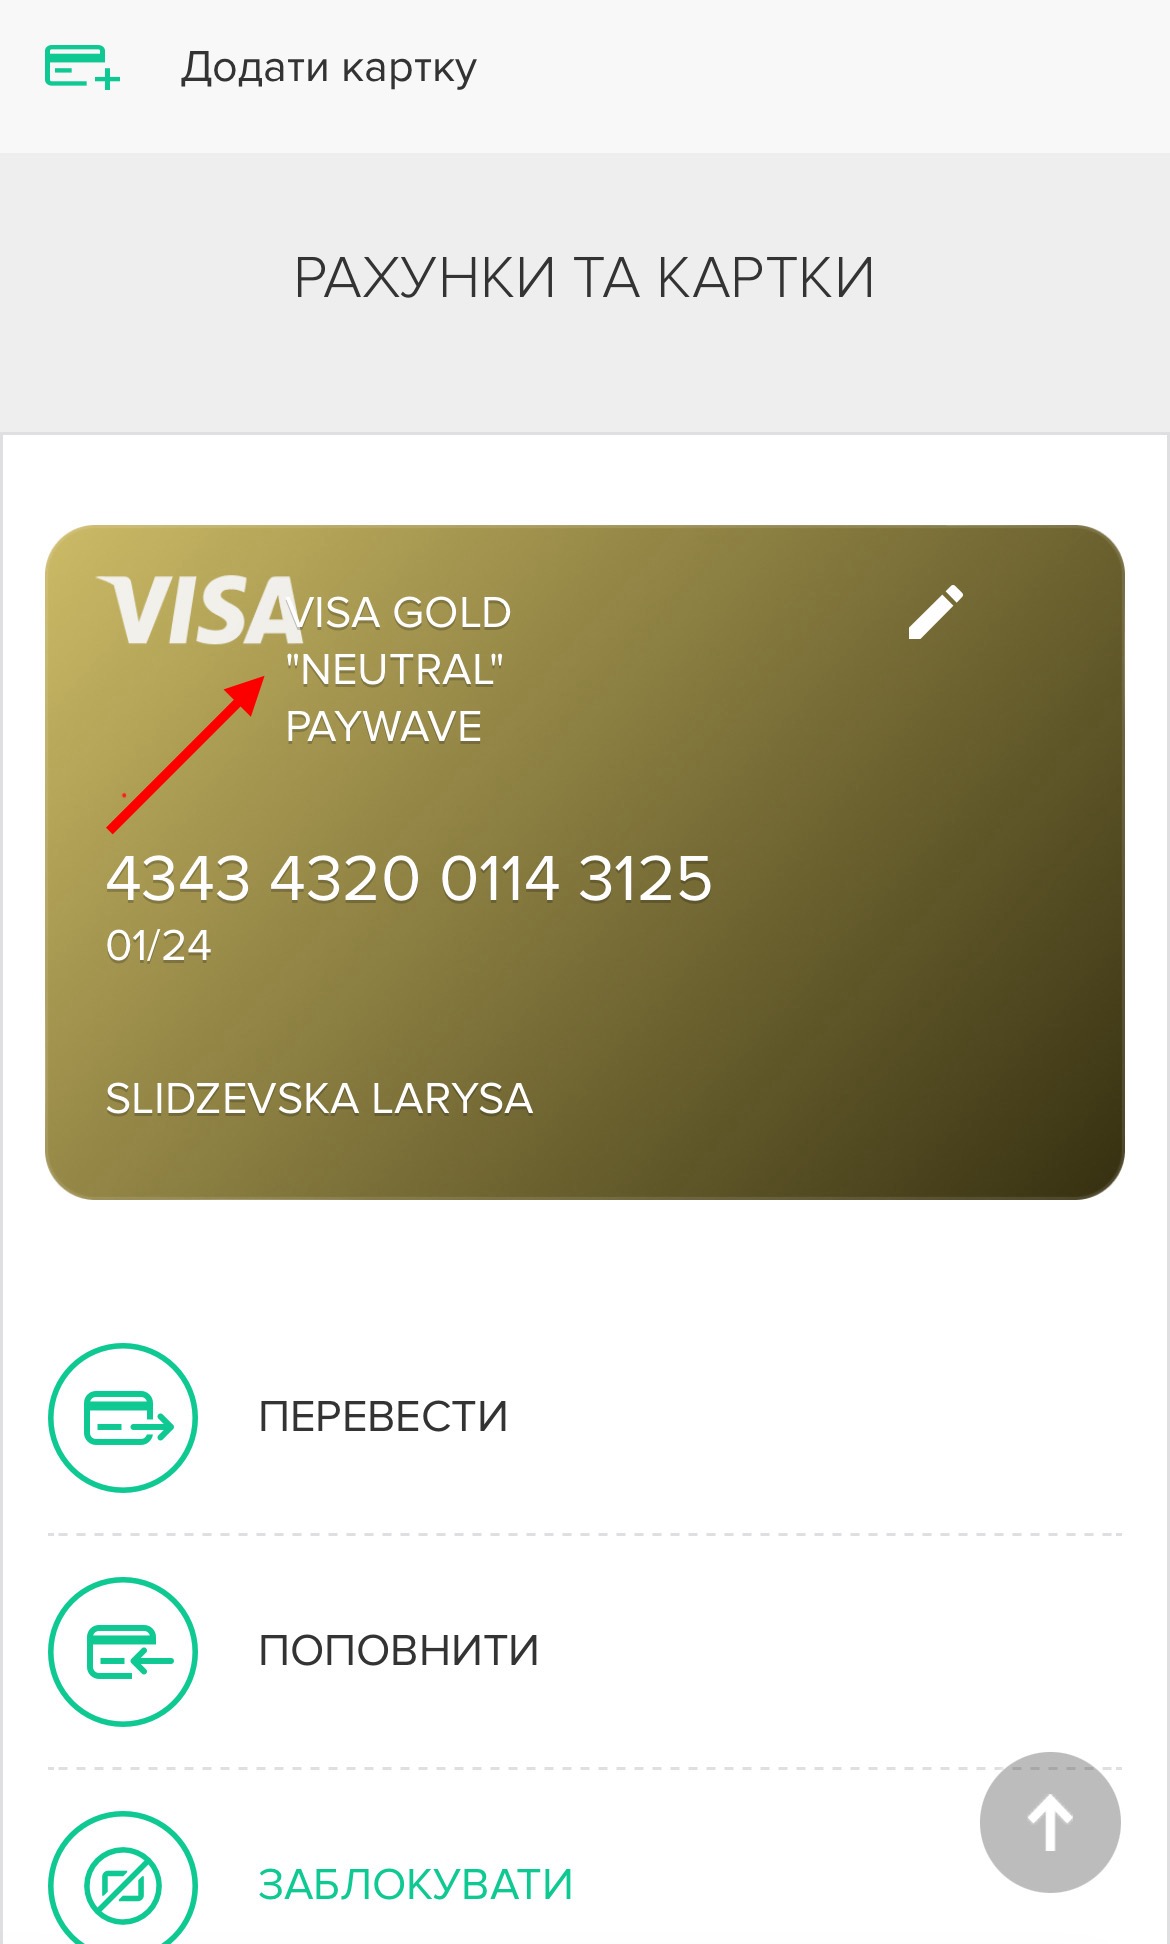 Додати картку
РАХУНКИ ТА КАРТКИ
VISA
VISA GOLD
"NEUTRAL"
PAYWAVE
4343 4320 0114 3125
01/24
SLIDZEVSKA LARYSA
ПЕРЕВЕСТИ
ПОПОВНИТИ
ЗАБЛОКУВАТИ